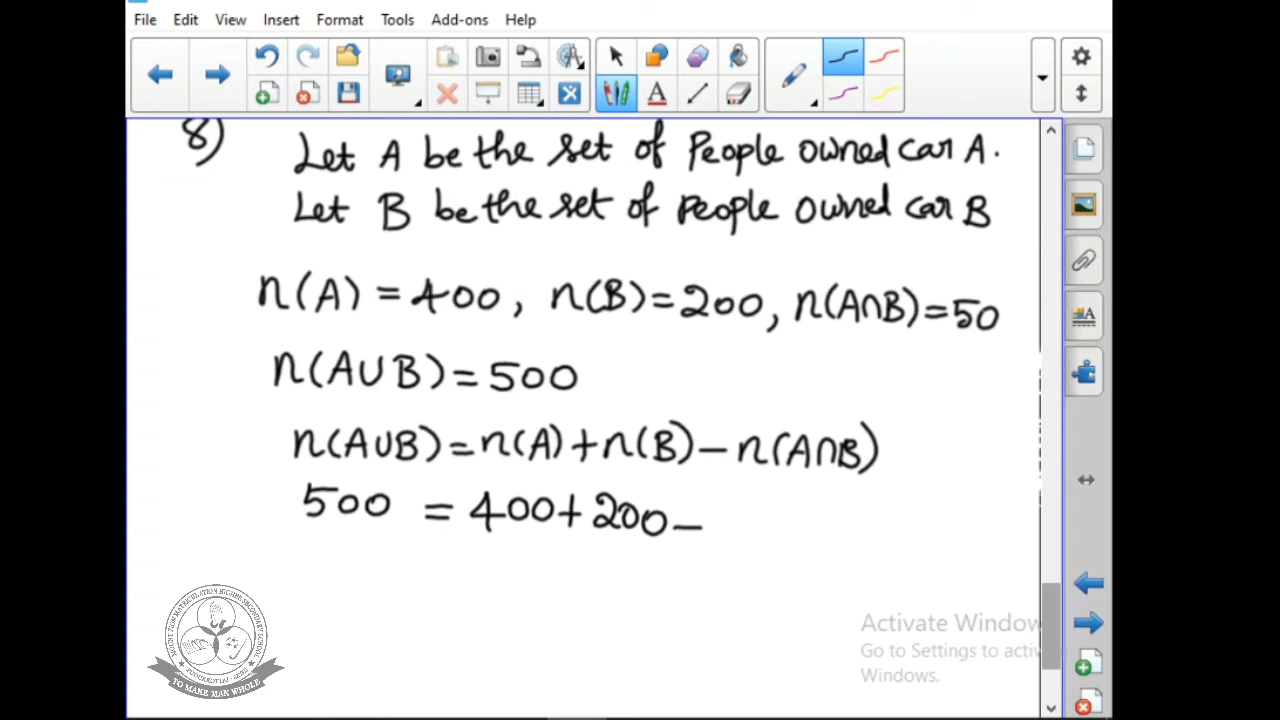 File Edit View Insert Format Tools Add-ons Help
8)
Let A be the set of People owned car A.
Let B be the set of People owned car B
n(A) = 400, n(B) = 200, n(A∩B) = 50
n(A∪B) = 500
n(A∪B) = n(A) + n(B) − n(A∩B)
500 = 400 + 200 −
Activate Window
Go to Settings to activ
Windows.
TO MAKE MAN WHOLE